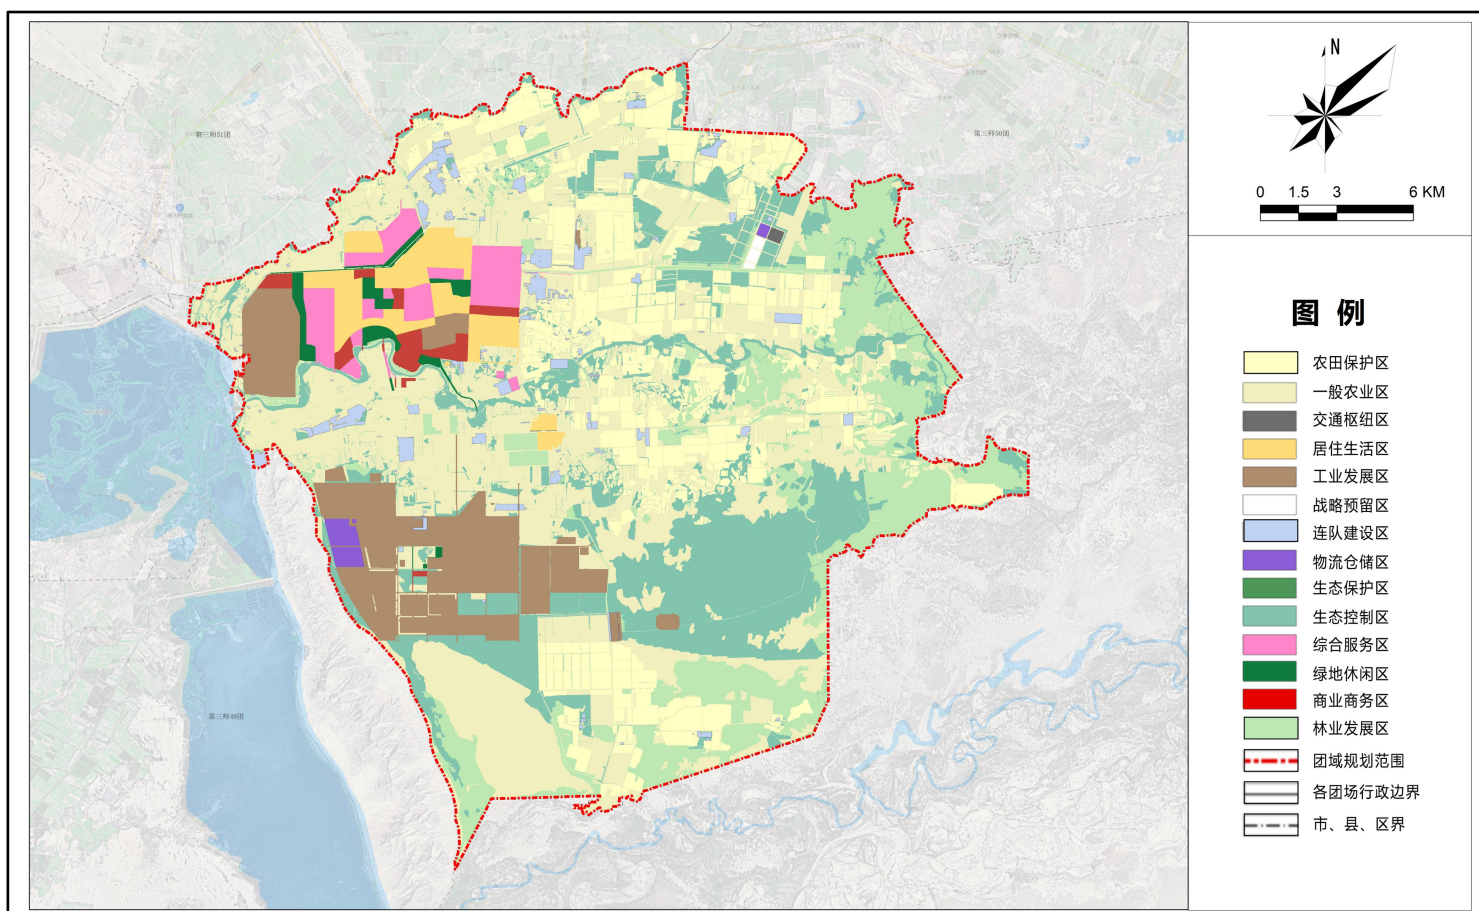 N
0 1.5 3 6 KM
第三师51团
第三师50团
第三师49团
图例
农田保护区
一般农业区
交通枢纽区
居住生活区
工业发展区
战略预留区
连队建设区
物流仓储区
生态保护区
生态控制区
综合服务区
绿地休闲区
商业商务区
林业发展区
团域规划范围
各团场行政边界
市、县、区界